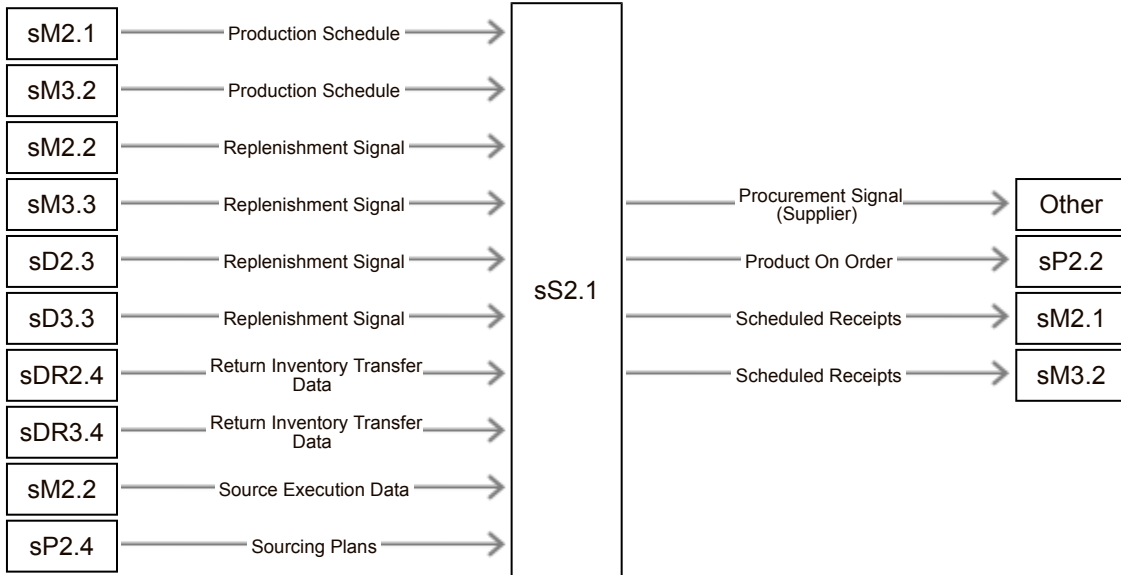 sM2.1
Production Schedule
sM3.2
Production Schedule
sM2.2
Replenishment Signal
sM3.3
Replenishment Signal
sD2.3
Replenishment Signal
sD3.3
Replenishment Signal
sDR2.4
Return Inventory Transfer
Data
sDR3.4
Return Inventory Transfer
Data
sM2.2
Source Execution Data
sP2.4
Sourcing Plans
sS2.1
Procurement Signal
(Supplier)
Other
Product On Order
sP2.2
Scheduled Receipts
sM2.1
Scheduled Receipts
sM3.2